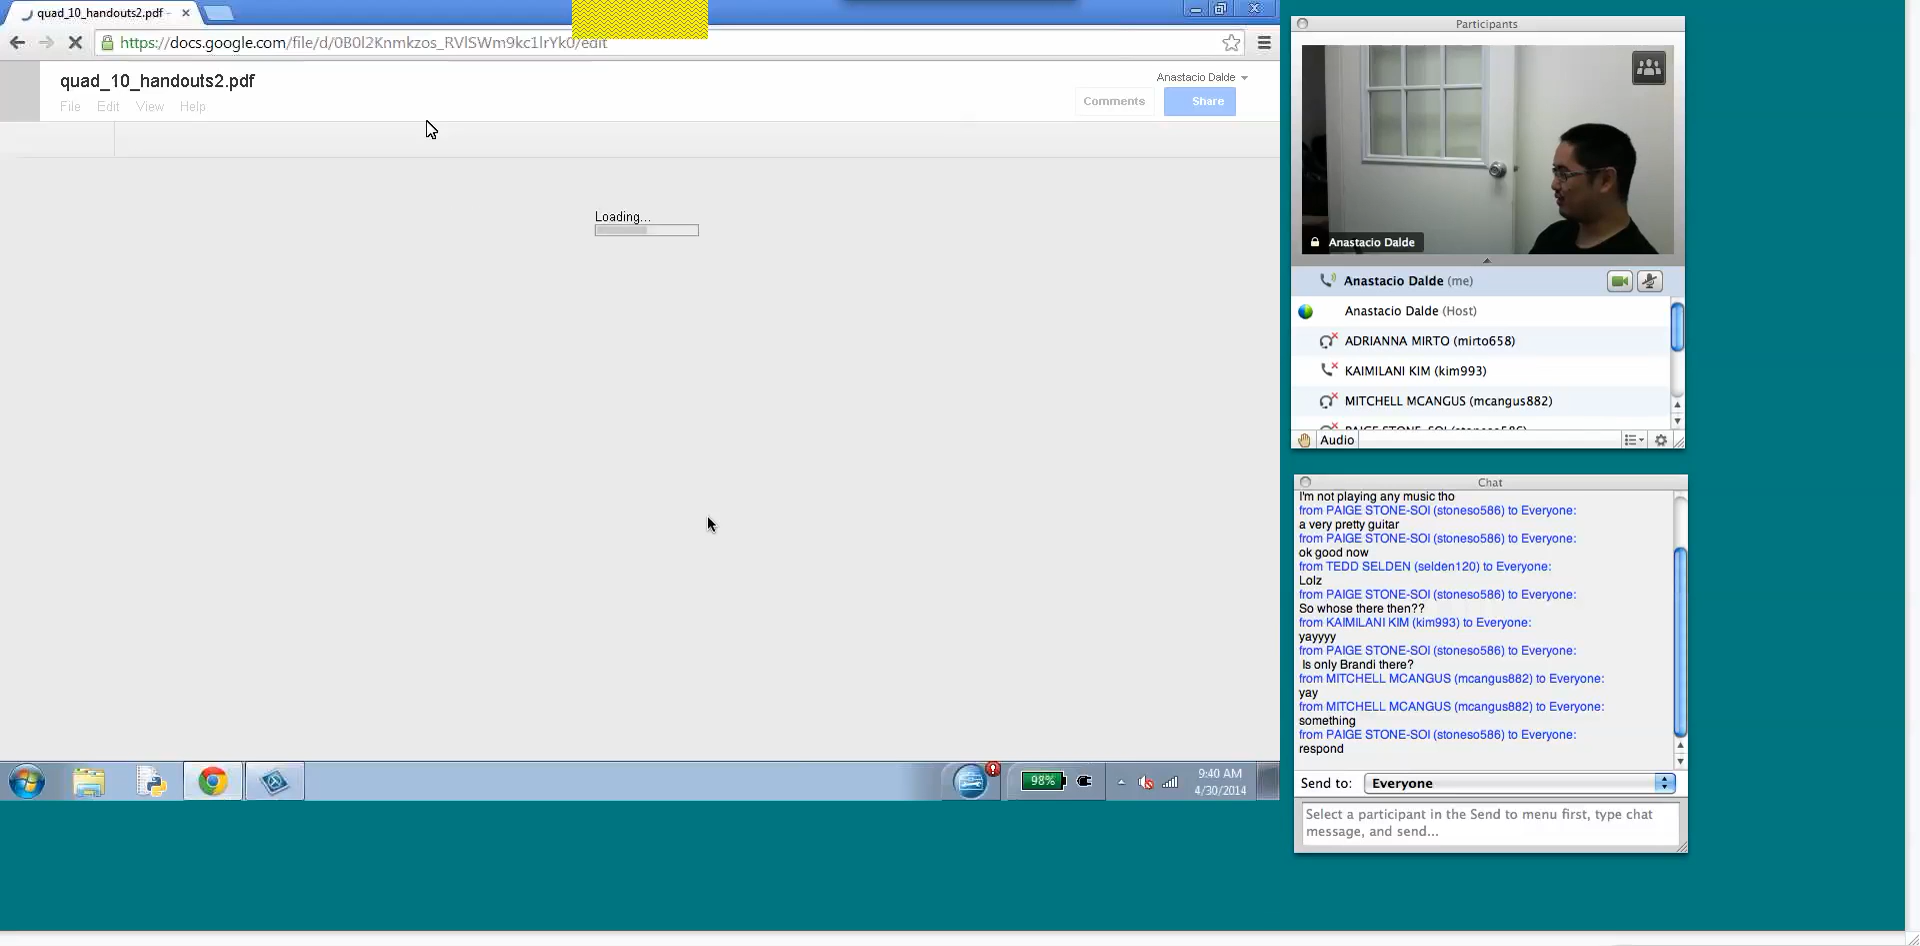 quad_10_handouts2.pdf
https://docs.google.com/file/d/0B0l2Knmkzos_RVlSWm9kc1lrYk0/edit
quad_10_handouts2.pdf
Anastacio Dalde
File Edit View Help
Comments
Share
Loading...
98%
9:40 AM
4/30/2014
Participants
Anastacio Dalde
Anastacio Dalde (me)
Anastacio Dalde (Host)
ADRIANNA MIRTO (mirto658)
KAIMILANI KIM (kim993)
MITCHELL MCANGUS (mcangus882)
PAIGE STONE-SOI (stoneso586)
Audio
Chat
I'm not playing any music tho
from PAIGE STONE-SOI (stoneso586) to Everyone:
a very pretty guitar
from PAIGE STONE-SOI (stoneso586) to Everyone:
ok good now
from TEDD SELDEN (selden120) to Everyone:
Lolz
from PAIGE STONE-SOI (stoneso586) to Everyone:
So whose there then??
from KAIMILANI KIM (kim993) to Everyone:
yayyyy
from PAIGE STONE-SOI (stoneso586) to Everyone:
Is only Brandi there?
from MITCHELL MCANGUS (mcangus882) to Everyone:
yay
from MITCHELL MCANGUS (mcangus882) to Everyone:
something
from PAIGE STONE-SOI (stoneso586) to Everyone:
respond
Send to: Everyone
Select a participant in the Send to menu first, type chat
message, and send...